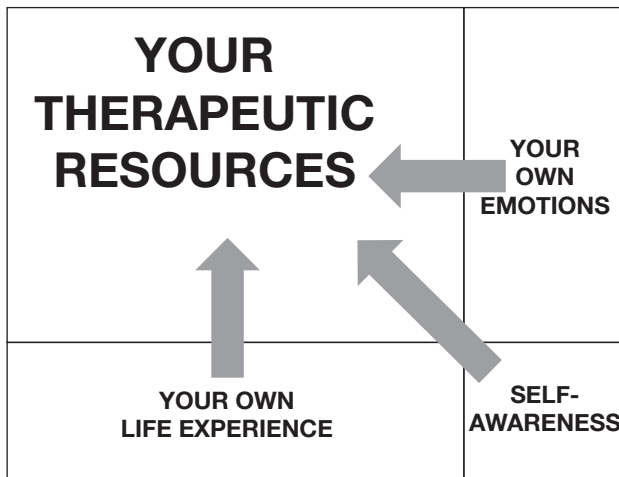 YOUR
THERAPEUTIC
RESOURCES
YOUR
OWN
EMOTIONS
YOUR OWN
LIFE EXPERIENCE
SELF-
AWARENESS